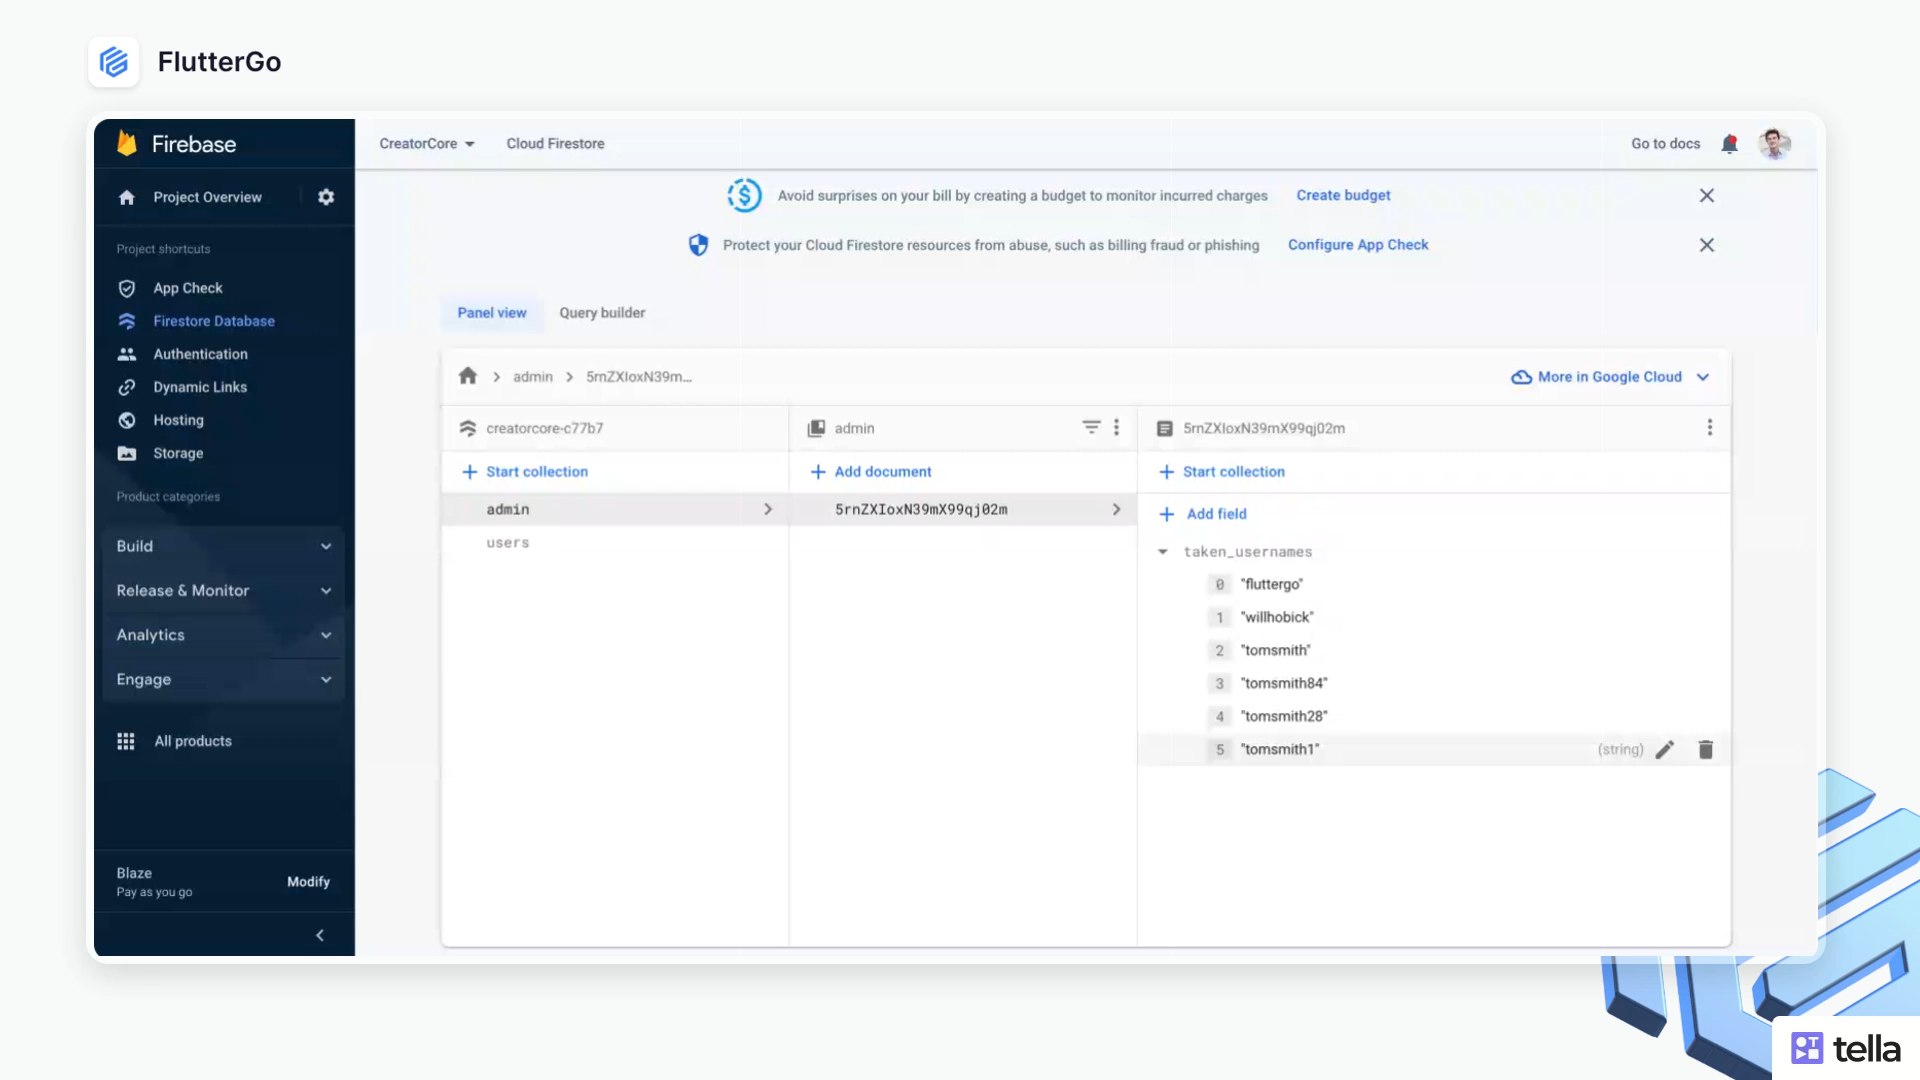 FlutterGo
Firebase
CreatorCore
Cloud Firestore
Go to docs
Project Overview
Avoid surprises on your bill by creating a budget to monitor incurred charges
Create budget
Project shortcuts
Protect your Cloud Firestore resources from abuse, such as billing fraud or phishing
Configure App Check
App Check
Firestore Database
Authentication
Dynamic Links
Hosting
Storage
Product categories
Build
Release & Monitor
Analytics
Engage
All products
Blaze
Pay as you go
Modify
Panel view
Query builder
admin
5rnZXIoxN39m...
More in Google Cloud
creatorcore-c77b7
Start collection
admin
users
admin
Add document
5rnZXIoxN39mX99qj02m
5rnZXIoxN39mX99qj02m
Start collection
Add field
taken_usernames
0 "fluttergo"
1 "willhobick"
2 "tomsmith"
3 "tomsmith84"
4 "tomsmith28"
5 "tomsmith1" (string)
tella